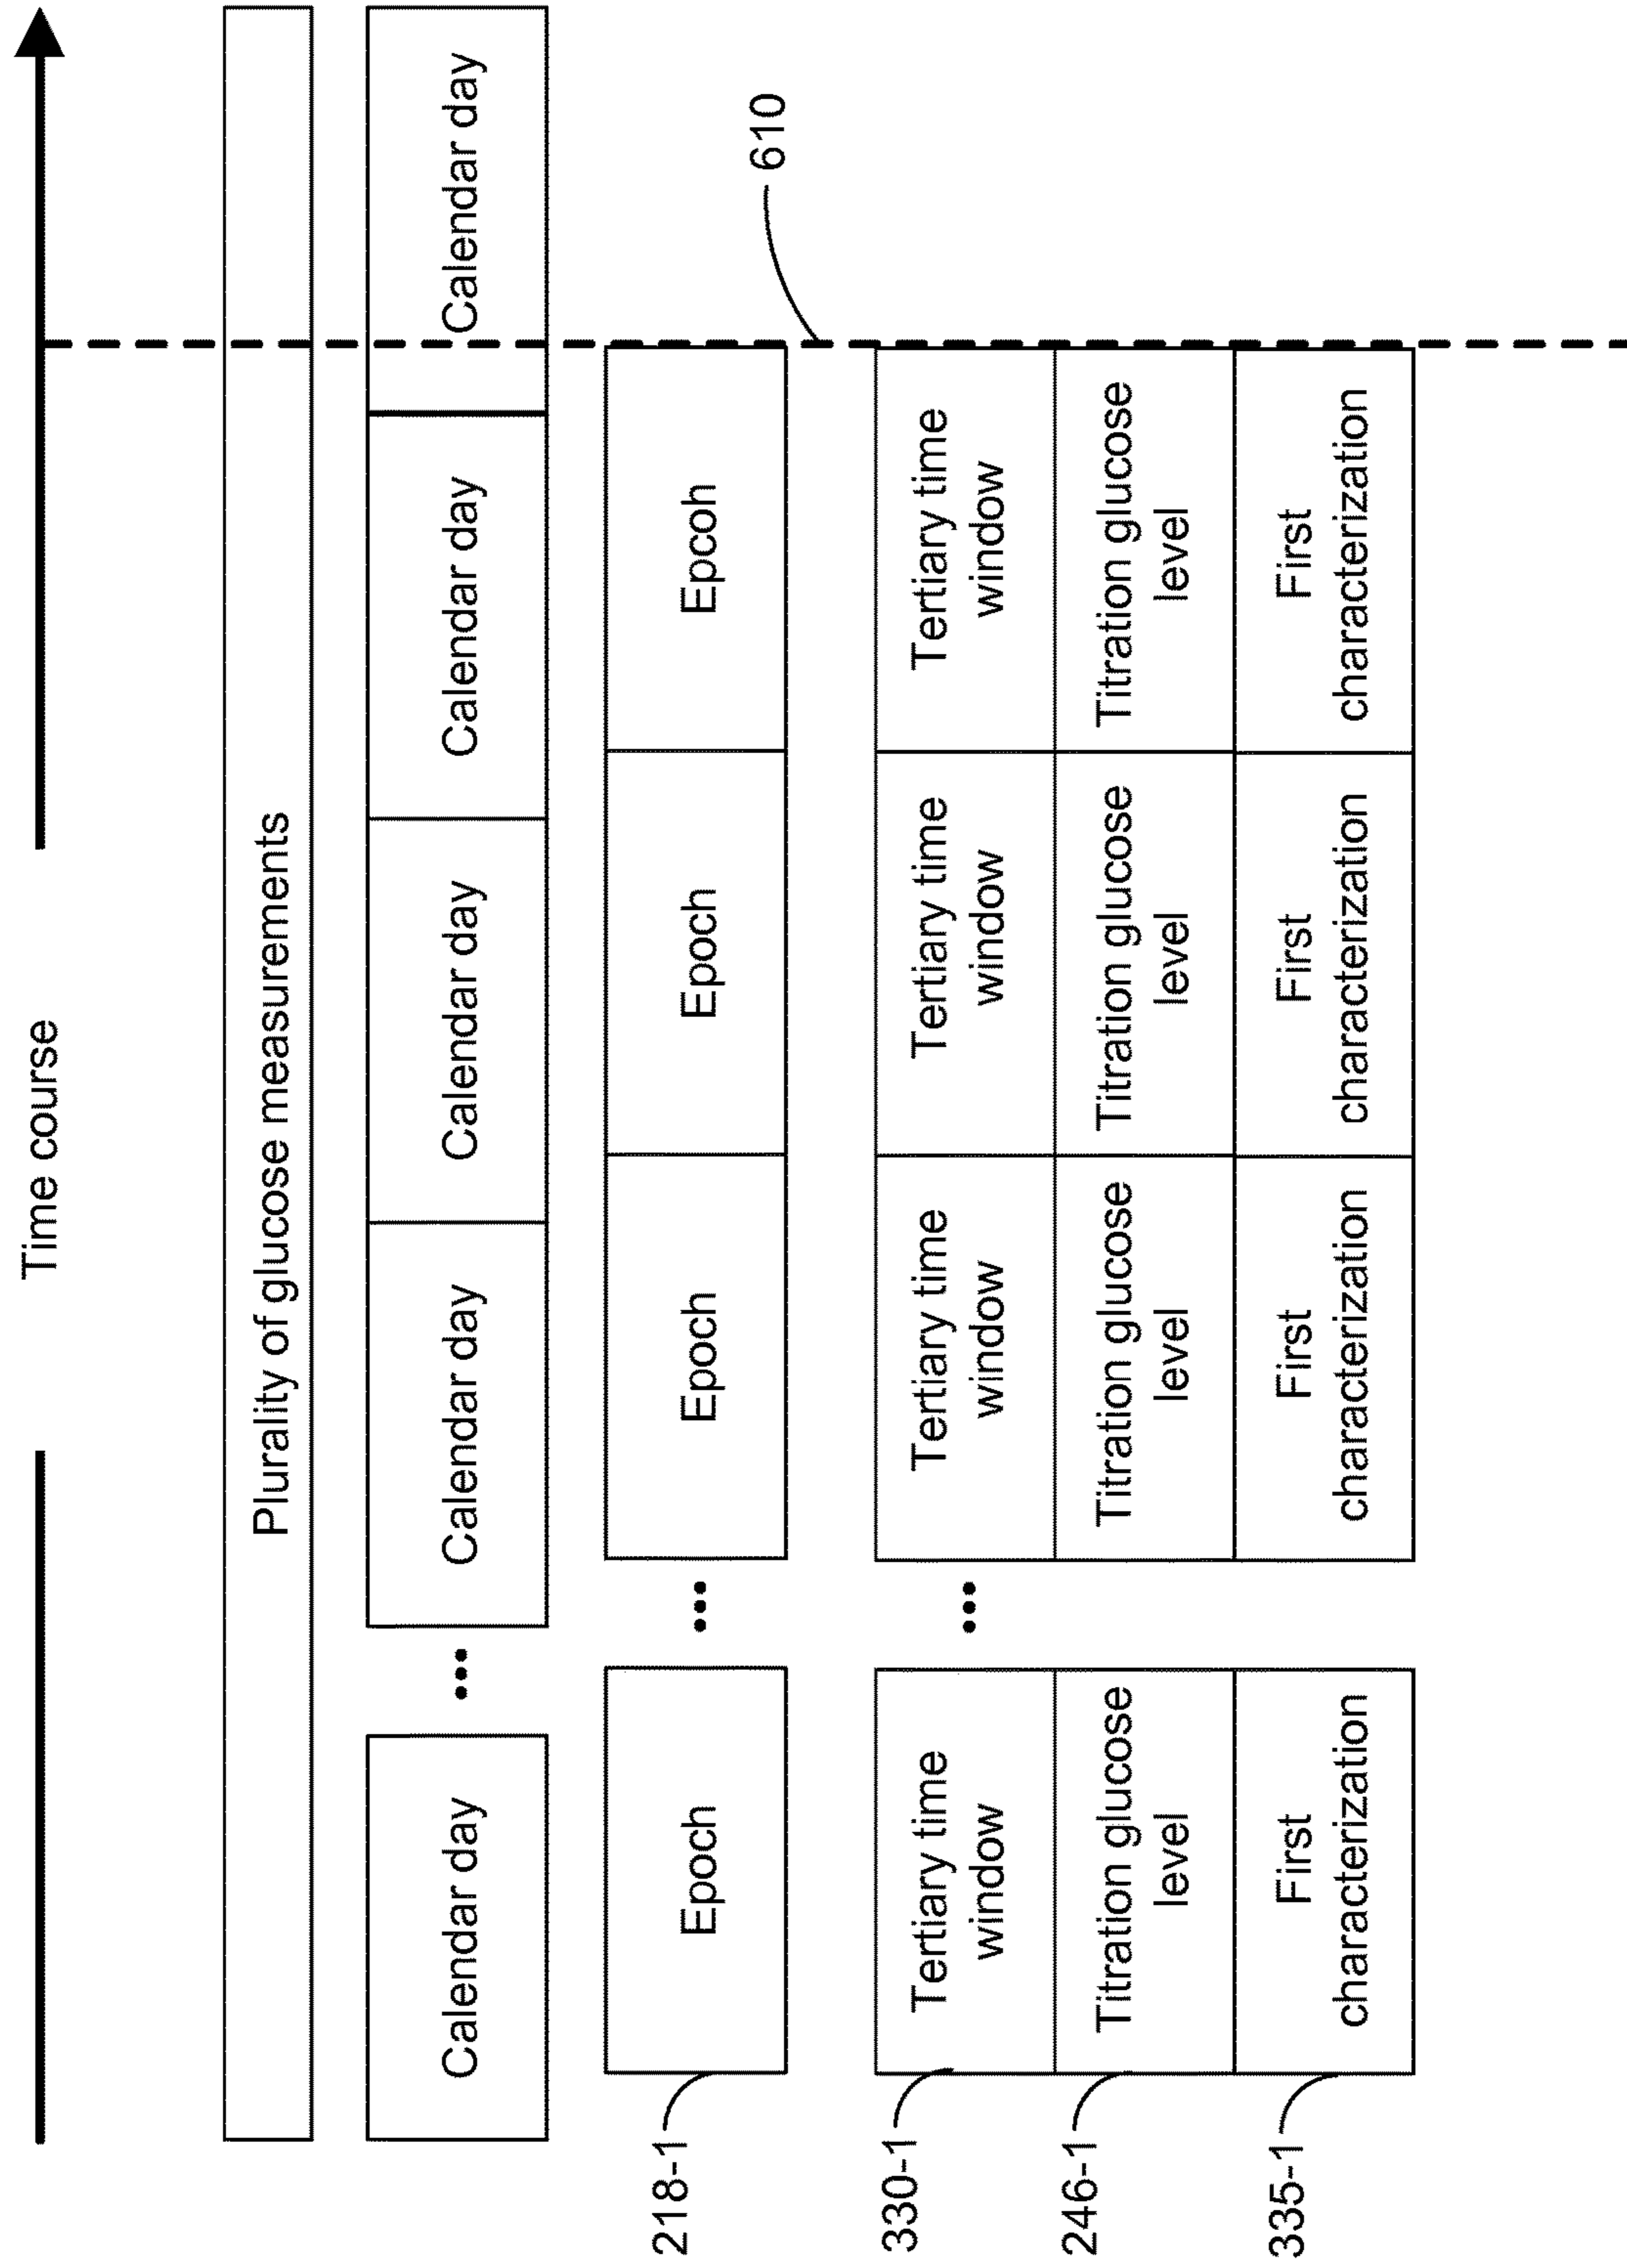 Time course
Plurality of glucose measurements
Calendar day
...
Calendar day
Calendar day
Calendar day
Calendar day
610
218-1
Epoch
...
Epoch
Epoch
Epcoh
330-1
Tertiary time
window
...
Tertiary time
window
Tertiary time
window
Tertiary time
window
246-1
Titration glucose
level
Titration glucose
level
Titration glucose
level
Titration glucose
level
335-1
First
characterization
First
characterization
First
characterization
First
characterization